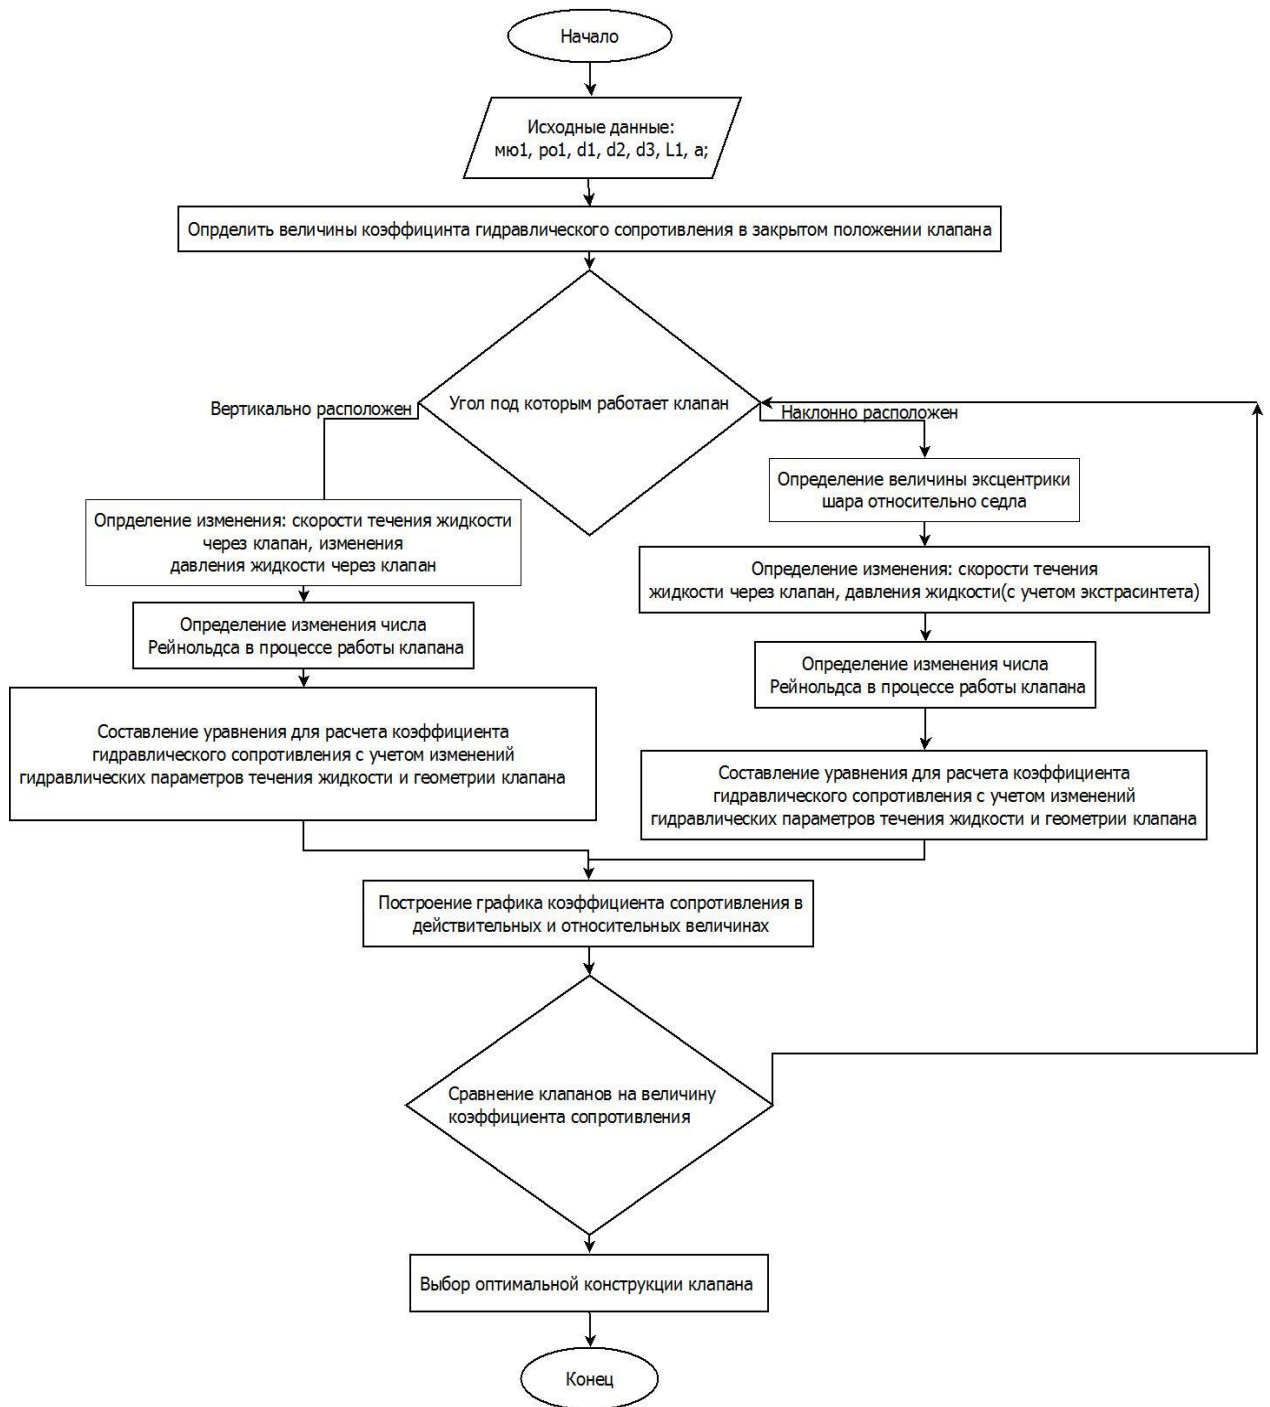 Начало
Исходные данные:
мю1, ро1, d1, d2, d3, L1, a;
Опрделить величины коэффицинта гидравлического сопротивления в закрытом положении клапана
Угол под которым работает клапан
Вертикально расположен
Наклонно расположен
Опрделение изменения: скорости течения жидкости
через клапан, изменения
давления жидкости через клапан
Определение изменения числа
Рейнольдса в процессе работы клапана
Составление уравнения для расчета коэффициента
гидравлического сопротивления с учетом изменений
гидравлических параметров течения жидкости и геометрии клапана
Определение величины эксцентрики
шара относительно седла
Определение изменения: скорости течения
жидкости через клапан, давления жидкости(с учетом экстрасинтета)
Определение изменения числа
Рейнольдса в процессе работы клапана
Составление уравнения для расчета коэффициента
гидравлического сопротивления с учетом изменений
гидравлических параметров течения жидкости и геометрии клапана
Построение графика коэффициента сопротивления в
действительных и относительных величинах
Сравнение клапанов на величину
коэффициента сопротивления
Выбор оптимальной конструкции клапана
Конец